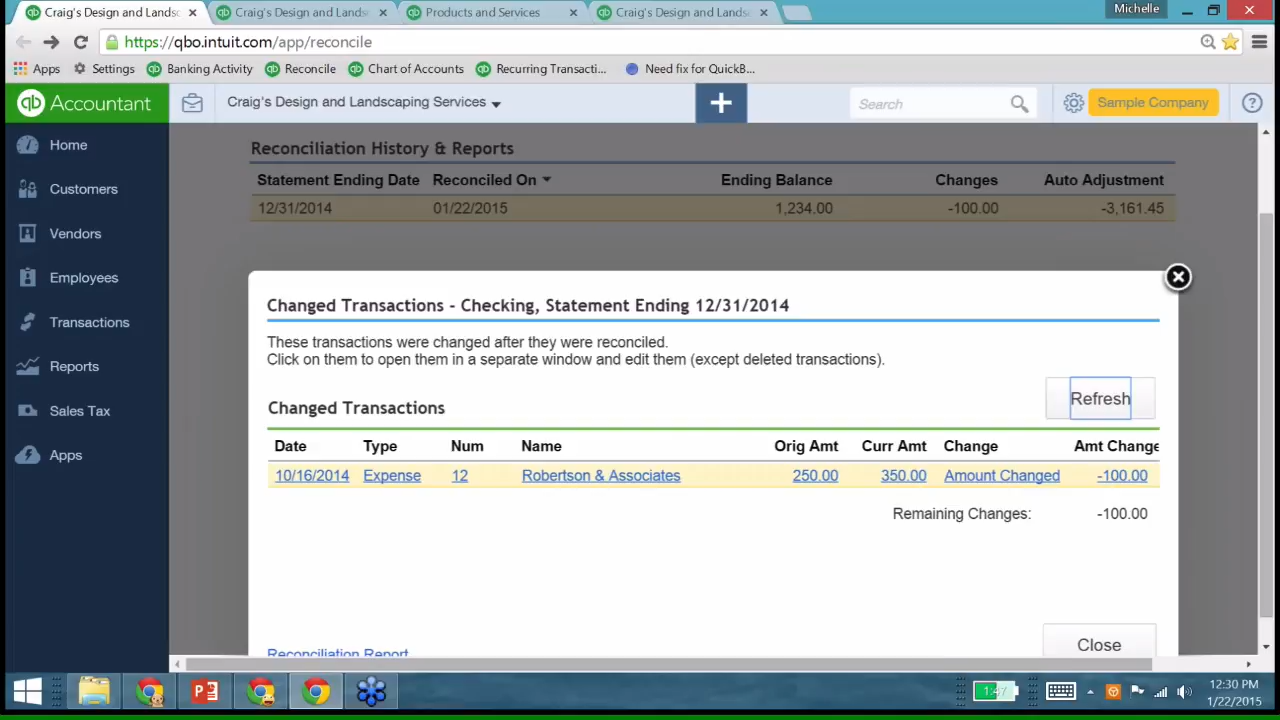 Craig's Design and Landsc
Craig's Design and Lands
Products and Services
Craig's Design and Lands
Michelle
https://qbo.intuit.com/app/reconcile
Apps
Settings
Banking Activity
Reconcile
Chart of Accounts
Recurring Transacti...
Need fix for QuickB...
qb Accountant
Craig's Design and Landscaping Services
+
Search
Sample Company
?
Home
Customers
Vendors
Employees
Transactions
Reports
Sales Tax
Apps
Reconciliation History & Reports
Statement Ending Date Reconciled On Ending Balance Changes Auto Adjustment
12/31/2014 01/22/2015 1,234.00 -100.00 -3,161.45
Changed Transactions - Checking, Statement Ending 12/31/2014
These transactions were changed after they were reconciled.
Click on them to open them in a separate window and edit them (except deleted transactions).
Refresh
Changed Transactions
Date Type Num Name Orig Amt Curr Amt Change Amt Change
10/16/2014 Expense 12 Robertson & Associates 250.00 350.00 Amount Changed -100.00
Remaining Changes: -100.00
Reconciliation Report
Close
1:47
12:30 PM
1/22/2015